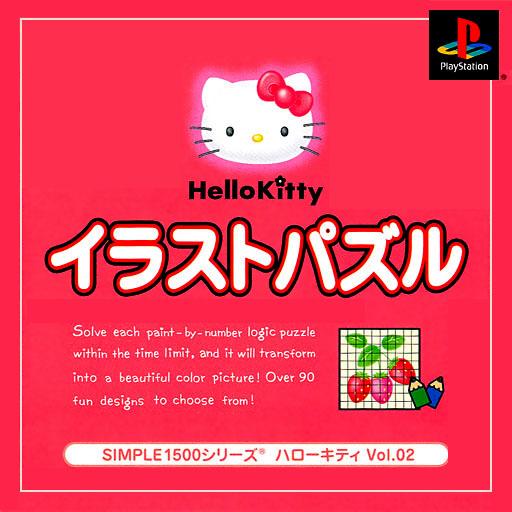 PlayStation
HelloKitty
イラストパズル
Solve each paint-by-number logic puzzle
within the time limit, and it will transform
into a beautiful color picture! Over 90
fun designs to choose from!
SIMPLE1500シリーズ® ハローキティ Vol.02